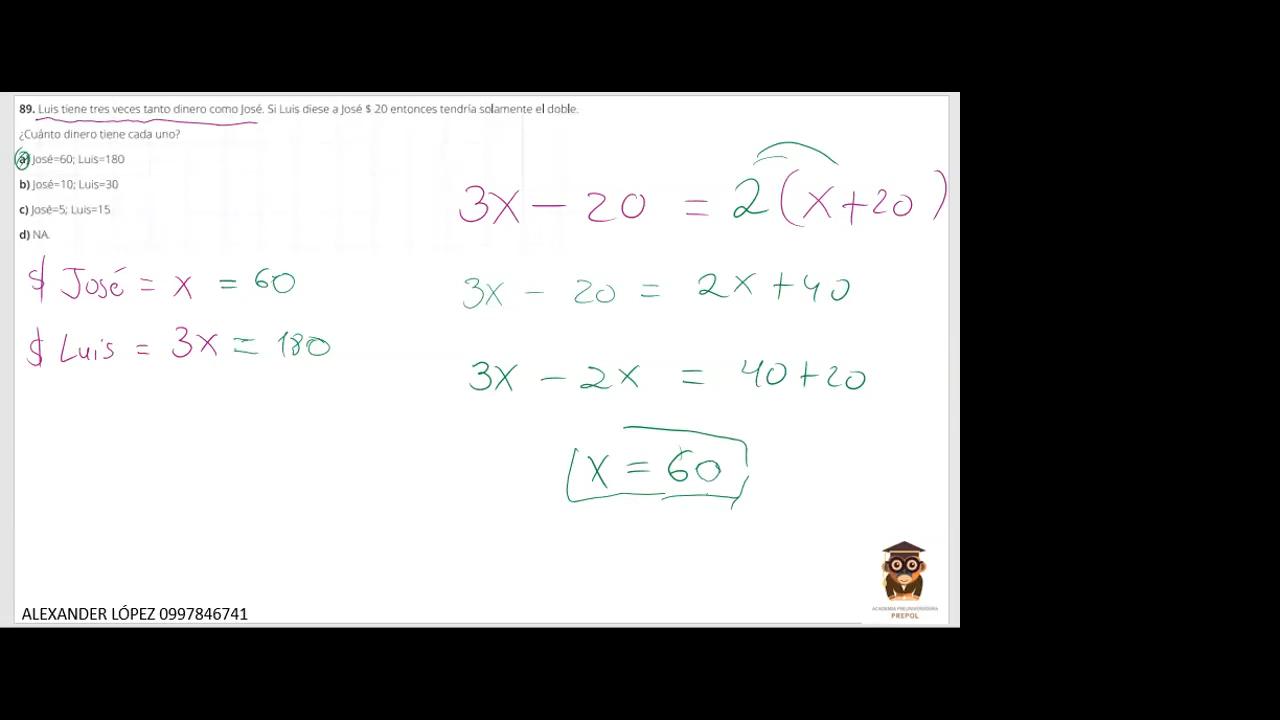 89. Luis tiene tres veces tanto dinero como José. Si Luis diese a José $ 20 entonces tendría solamente el doble.
¿Cuánto dinero tiene cada uno?
a) José=60; Luis=180
b) José=10; Luis=30
c) José=5; Luis=15
d) NA.
$ José = x = 60
$ Luis = 3x = 180
3x - 20 = 2(x+20)
3x - 20 = 2x + 40
3x - 2x = 40+20
x = 60
ACADEMIA PREUNIVERSITARIA
PREPOL
ALEXANDER LÓPEZ 0997846741